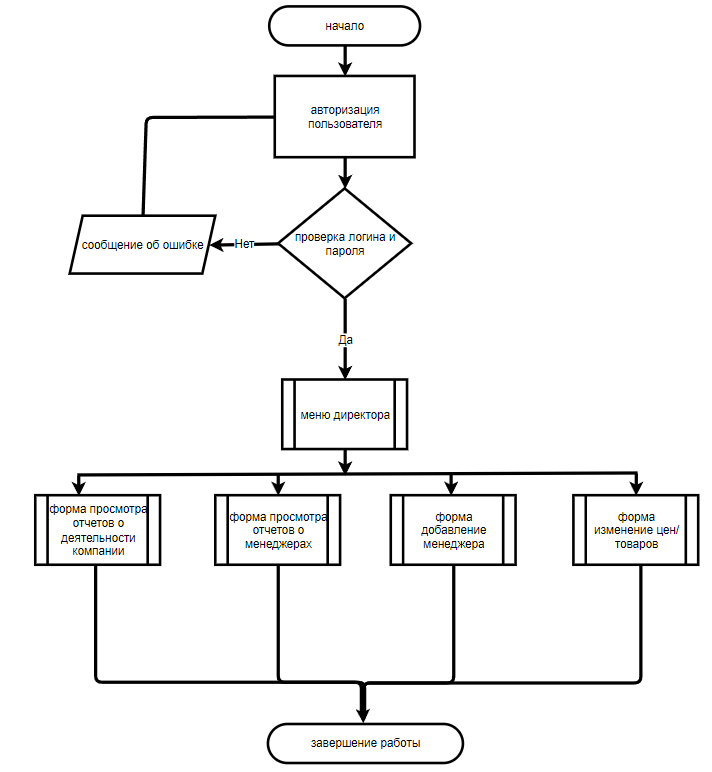 начало
авторизация
пользователя
проверка логина и
пароля
Нет
сообщение об ошибке
Да
меню директора
форма просмотра
отчетов о
деятельности
компании
форма просмотра
отчетов о
менеджерах
форма
добавление
менеджера
форма
изменение цен/
товаров
завершение работы